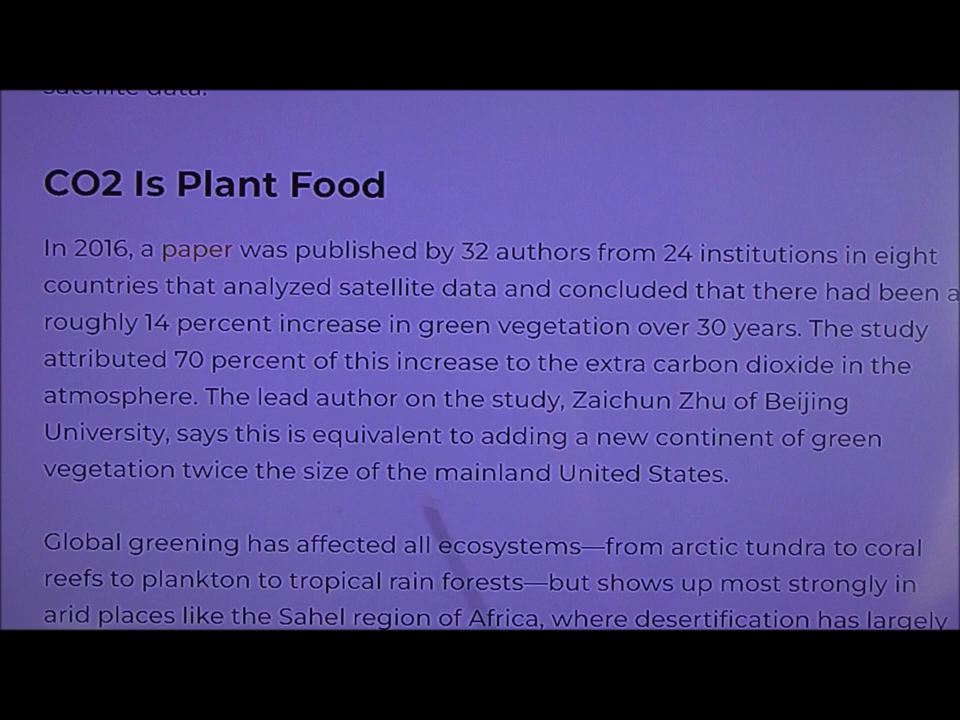 satellite data.
CO2 Is Plant Food
In 2016, a paper was published by 32 authors from 24 institutions in eight
countries that analyzed satellite data and concluded that there had been a
roughly 14 percent increase in green vegetation over 30 years. The study
attributed 70 percent of this increase to the extra carbon dioxide in the
atmosphere. The lead author on the study, Zaichun Zhu of Beijing
University, says this is equivalent to adding a new continent of green
vegetation twice the size of the mainland United States.
Global greening has affected all ecosystems—from arctic tundra to coral
reefs to plankton to tropical rain forests—but shows up most strongly in
arid places like the Sahel region of Africa, where desertification has largely